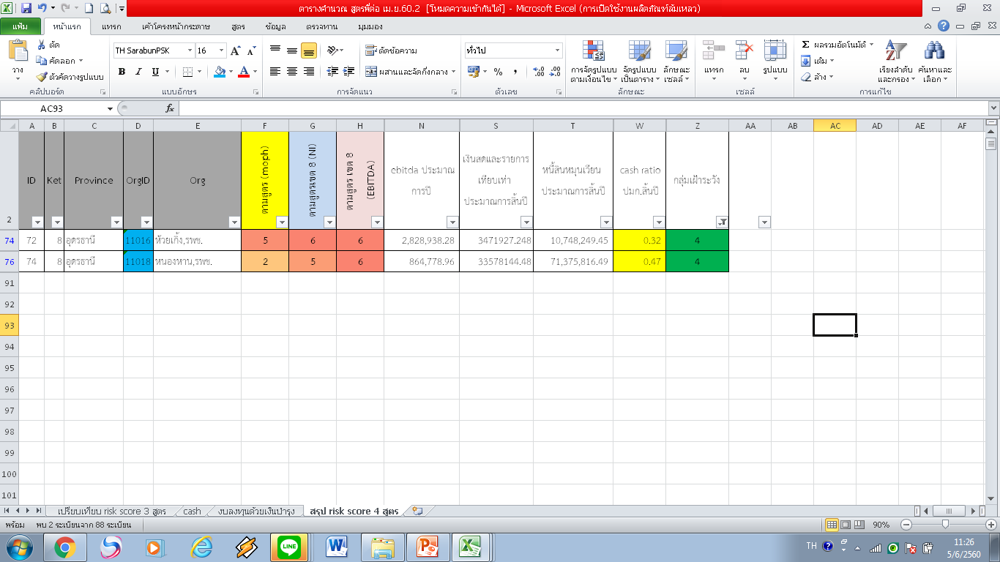 ตารางคำนวณ สูตรพี่ต่อ เม.ย.60.2 [โหมดความเข้ากันได้] - Microsoft Excel (การเปิดใช้งานผลิตภัณฑ์ล้มเหลว)
แฟ้ม หน้าแรก แทรก เค้าโครงหน้ากระดาษ สูตร ข้อมูล ตรวจทาน มุมมอง
วาง
ตัด
คัดลอก
ตัวคัดวางรูปแบบ
คลิปบอร์ด
TH SarabunPSK 16
B I U
แบบอักษร
ตัดข้อความ
ผสานและจัดกึ่งกลาง
การจัดแนว
ทั่วไป
ตัวเลข
การจัดรูปแบบ
ตามเงื่อนไข
จัดรูปแบบ
เป็นตาราง
ลักษณะ
เซลล์
ลักษณะ
แทรก ลบ รูปแบบ
เซลล์
Σ ผลรวมอัตโนมัติ
เติม
ล้าง
เรียงลำดับ
และกรอง
ค้นหาและ
เลือก
การแก้ไข
AC93 fx
A B C D E F G H N S T W Z AA AB AC AD AE AF
2
ID Ket Province OrgID Org
ตามสูตร (moph)
ตามสูตรเขต 8 (NI)
ตามสูตร เขต 8
(EBITDA)
ebitda ประมาณ
การปี
เงินสดและรายการ
เทียบเท่า
ประมาณการสิ้นปี
หนี้สินหมุนเวียน
ประมาณการสิ้นปี
cash ratio
ปมก.สิ้นปี
กลุ่มเฝ้าระวัง
74 72 8 อุดรธานี 11016 ห้วยเกิ้ง,รพช. 5 6 6 2,828,938.28 3471927.248 10,748,249.45 0.32 4
76 74 8 อุดรธานี 11018 หนองหาน,รพช. 2 5 6 864,778.96 33578144.48 71,375,816.49 0.47 4
91
92
93
94
95
96
97
98
99
100
101
เปรียบเทียบ risk score 3 สูตร cash งบลงทุนด้วยเงินบำรุง สรุป risk score 4 สูตร
พร้อม พบ 2 ระเบียนจาก 88 ระเบียน 90%
LINE
TH
11:26
5/6/2560